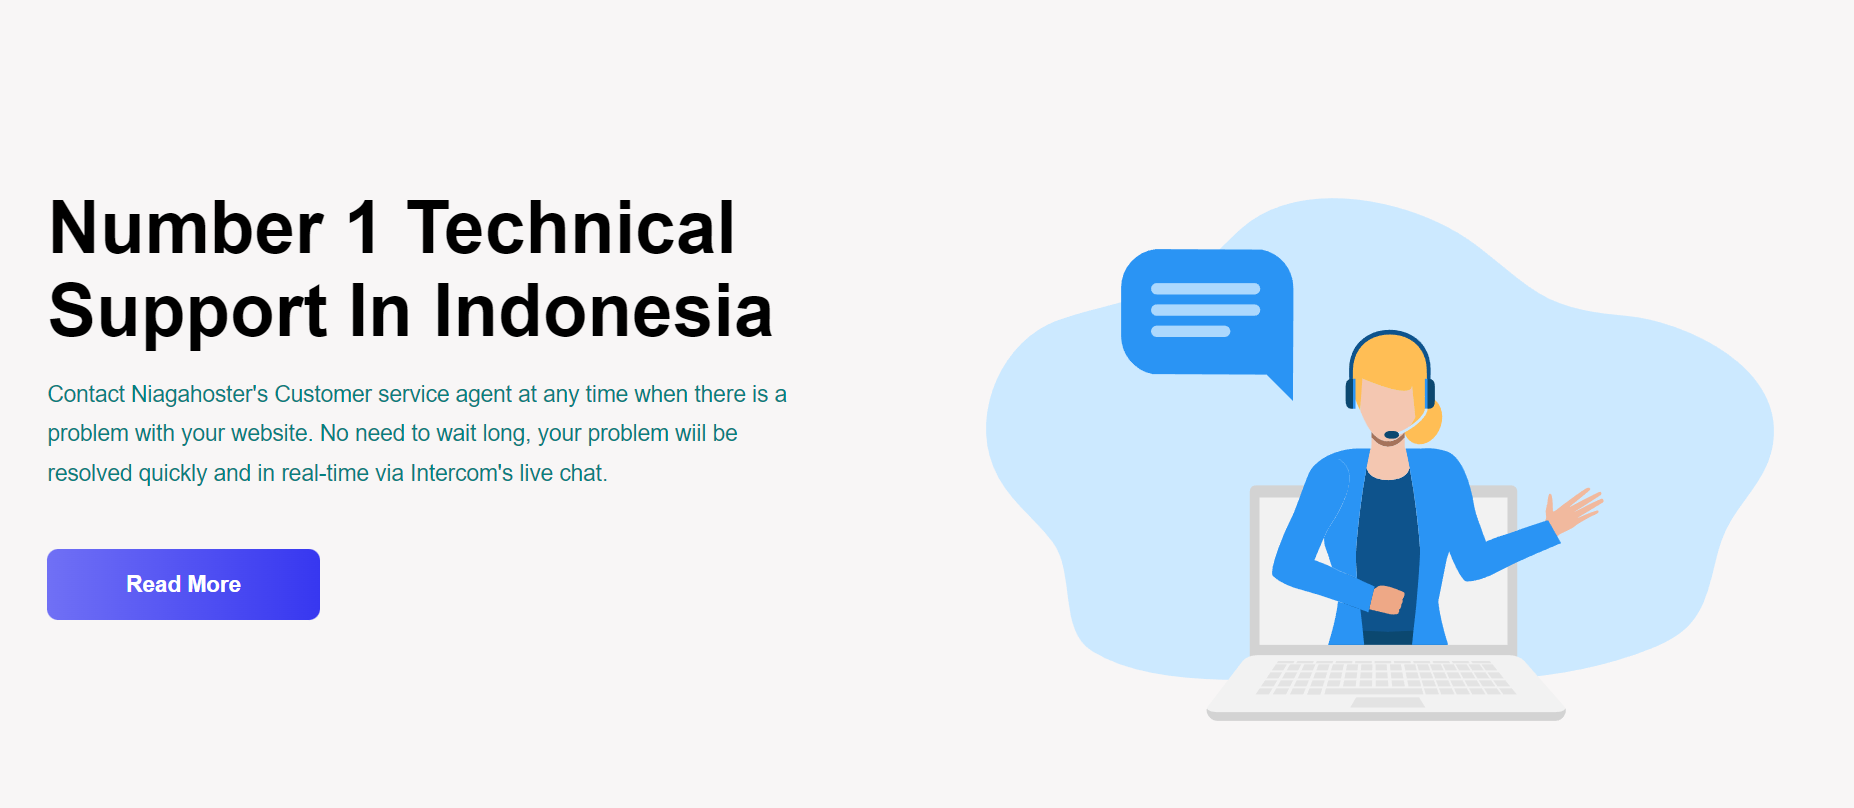 Number 1 Technical
Support In Indonesia
Contact Niagahoster's Customer service agent at any time when there is a
problem with your website. No need to wait long, your problem wiil be
resolved quickly and in real-time via Intercom's live chat.
Read More